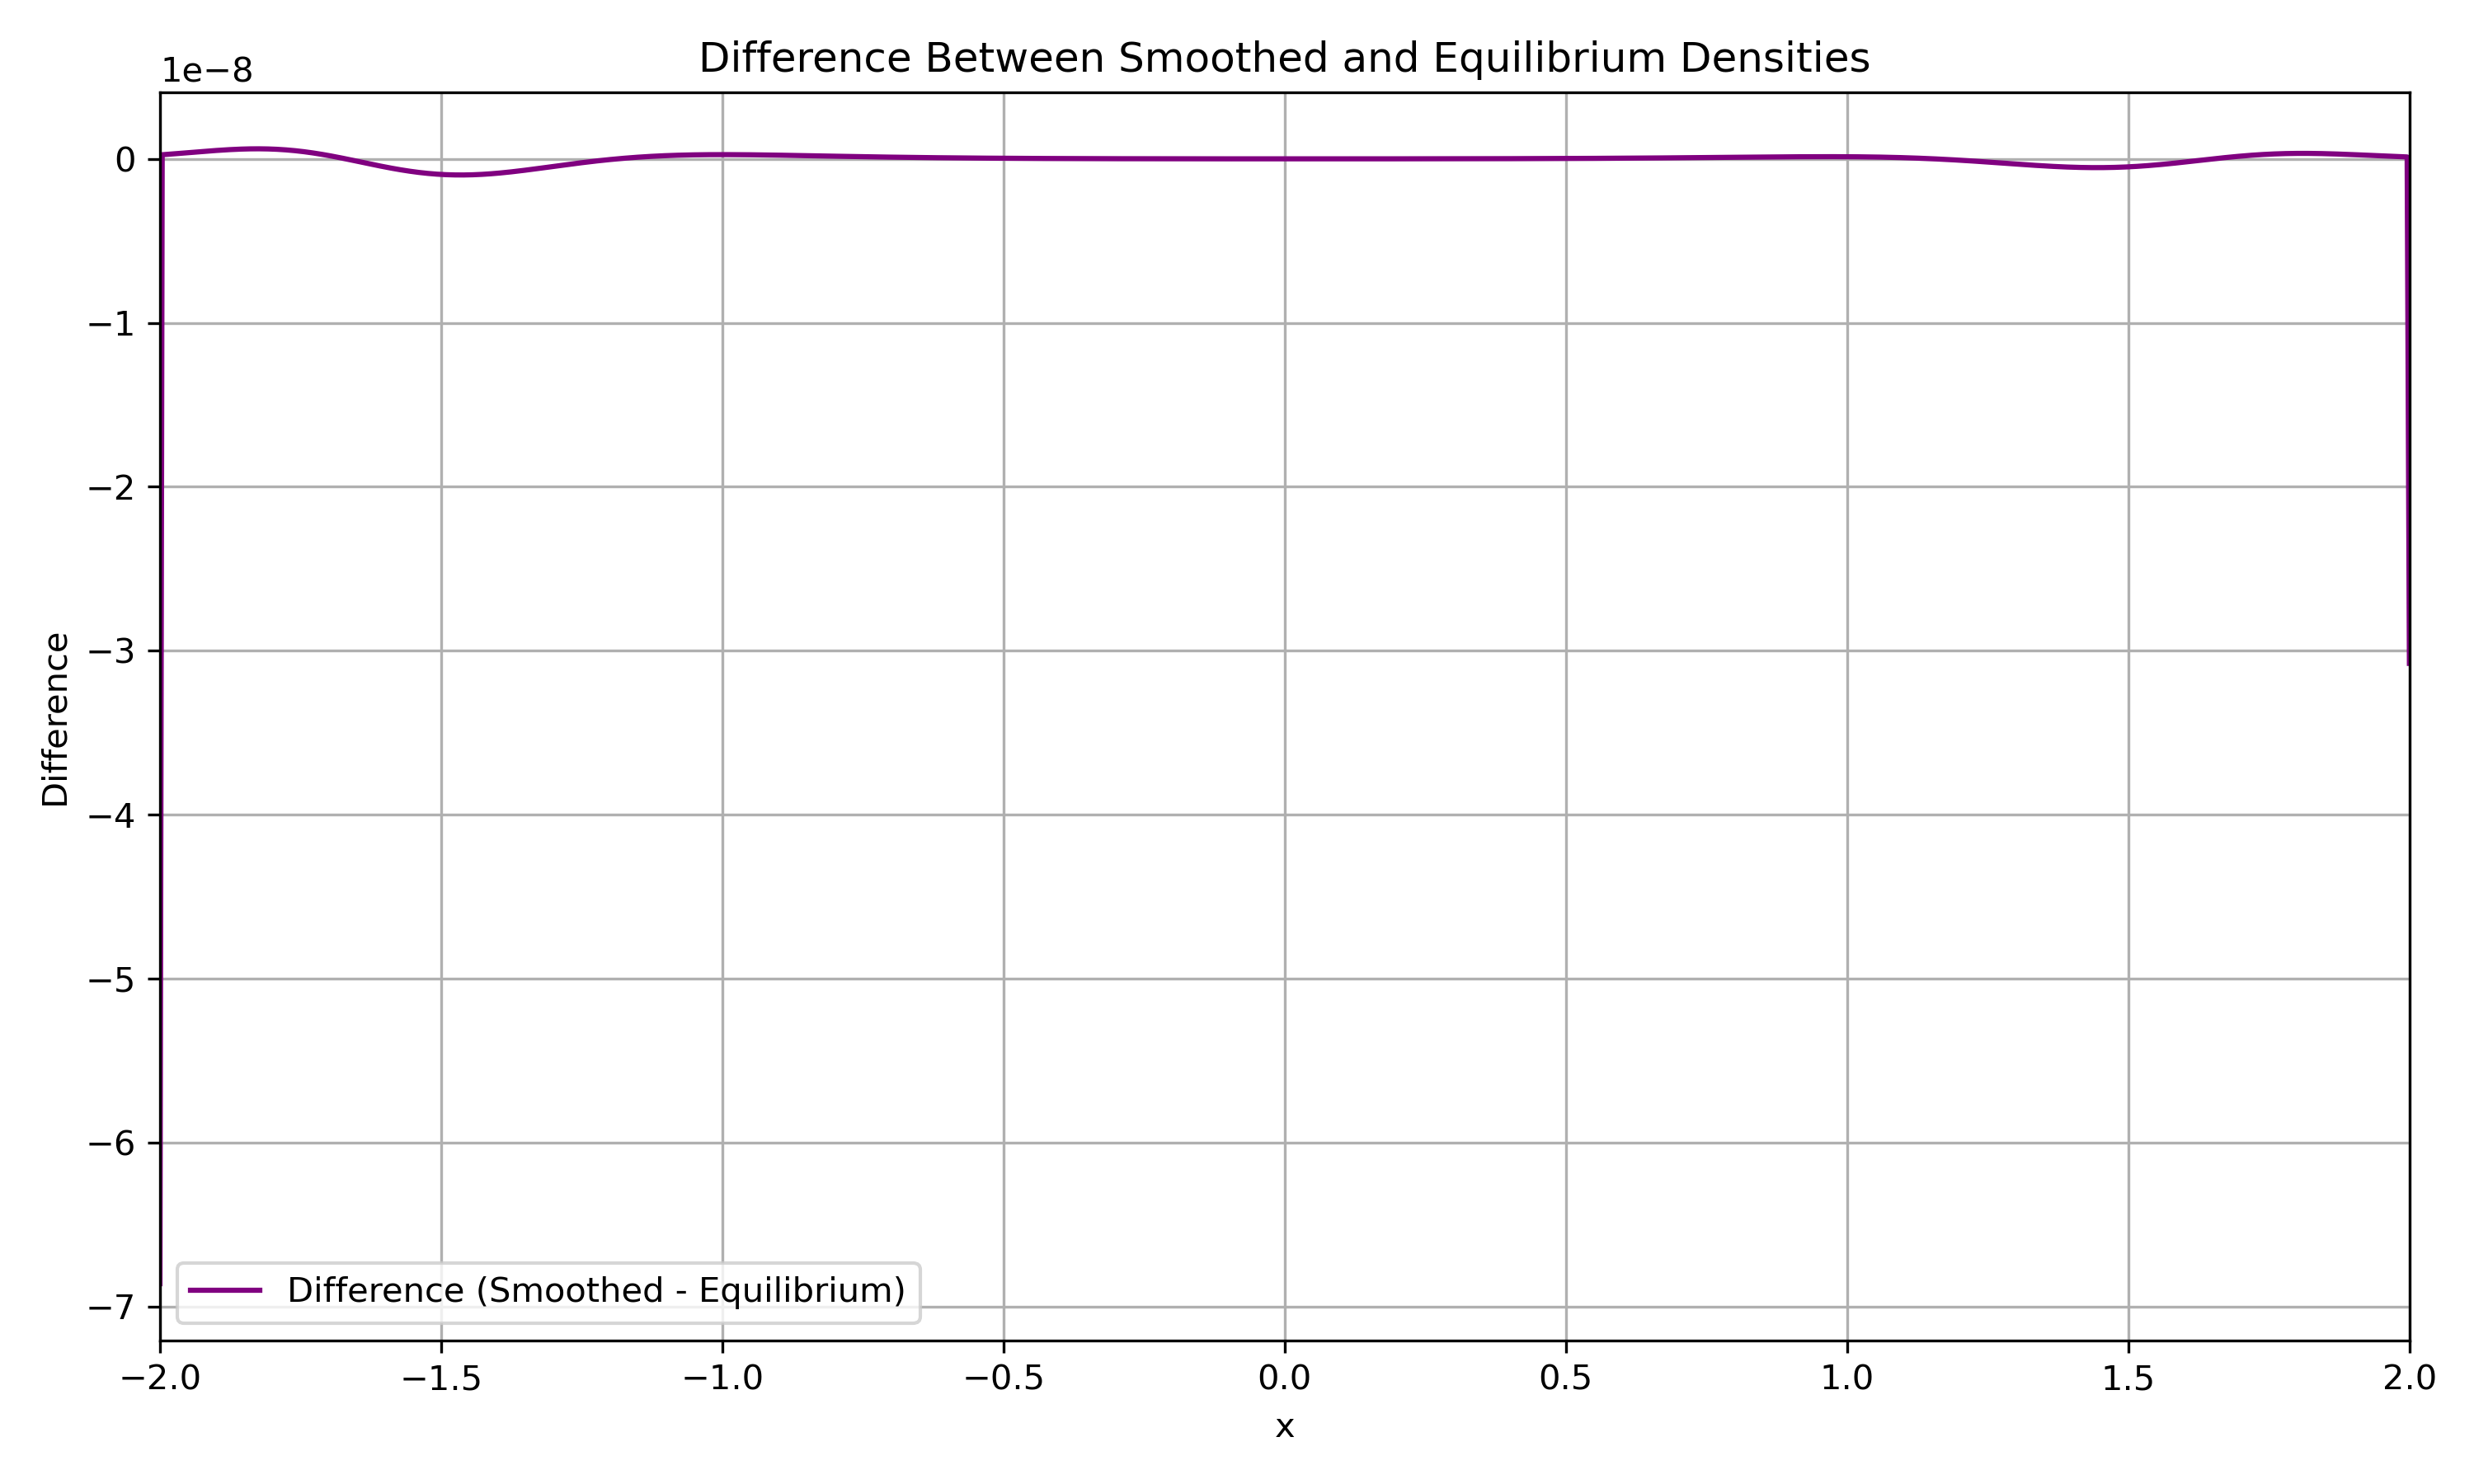 Difference Between Smoothed and Equilibrium Densities
1e−8
0
−1
−2
−3
−4
−5
−6
−7
Difference
Difference (Smoothed - Equilibrium)
−2.0 −1.5 −1.0 −0.5 0.0 0.5 1.0 1.5 2.0
x